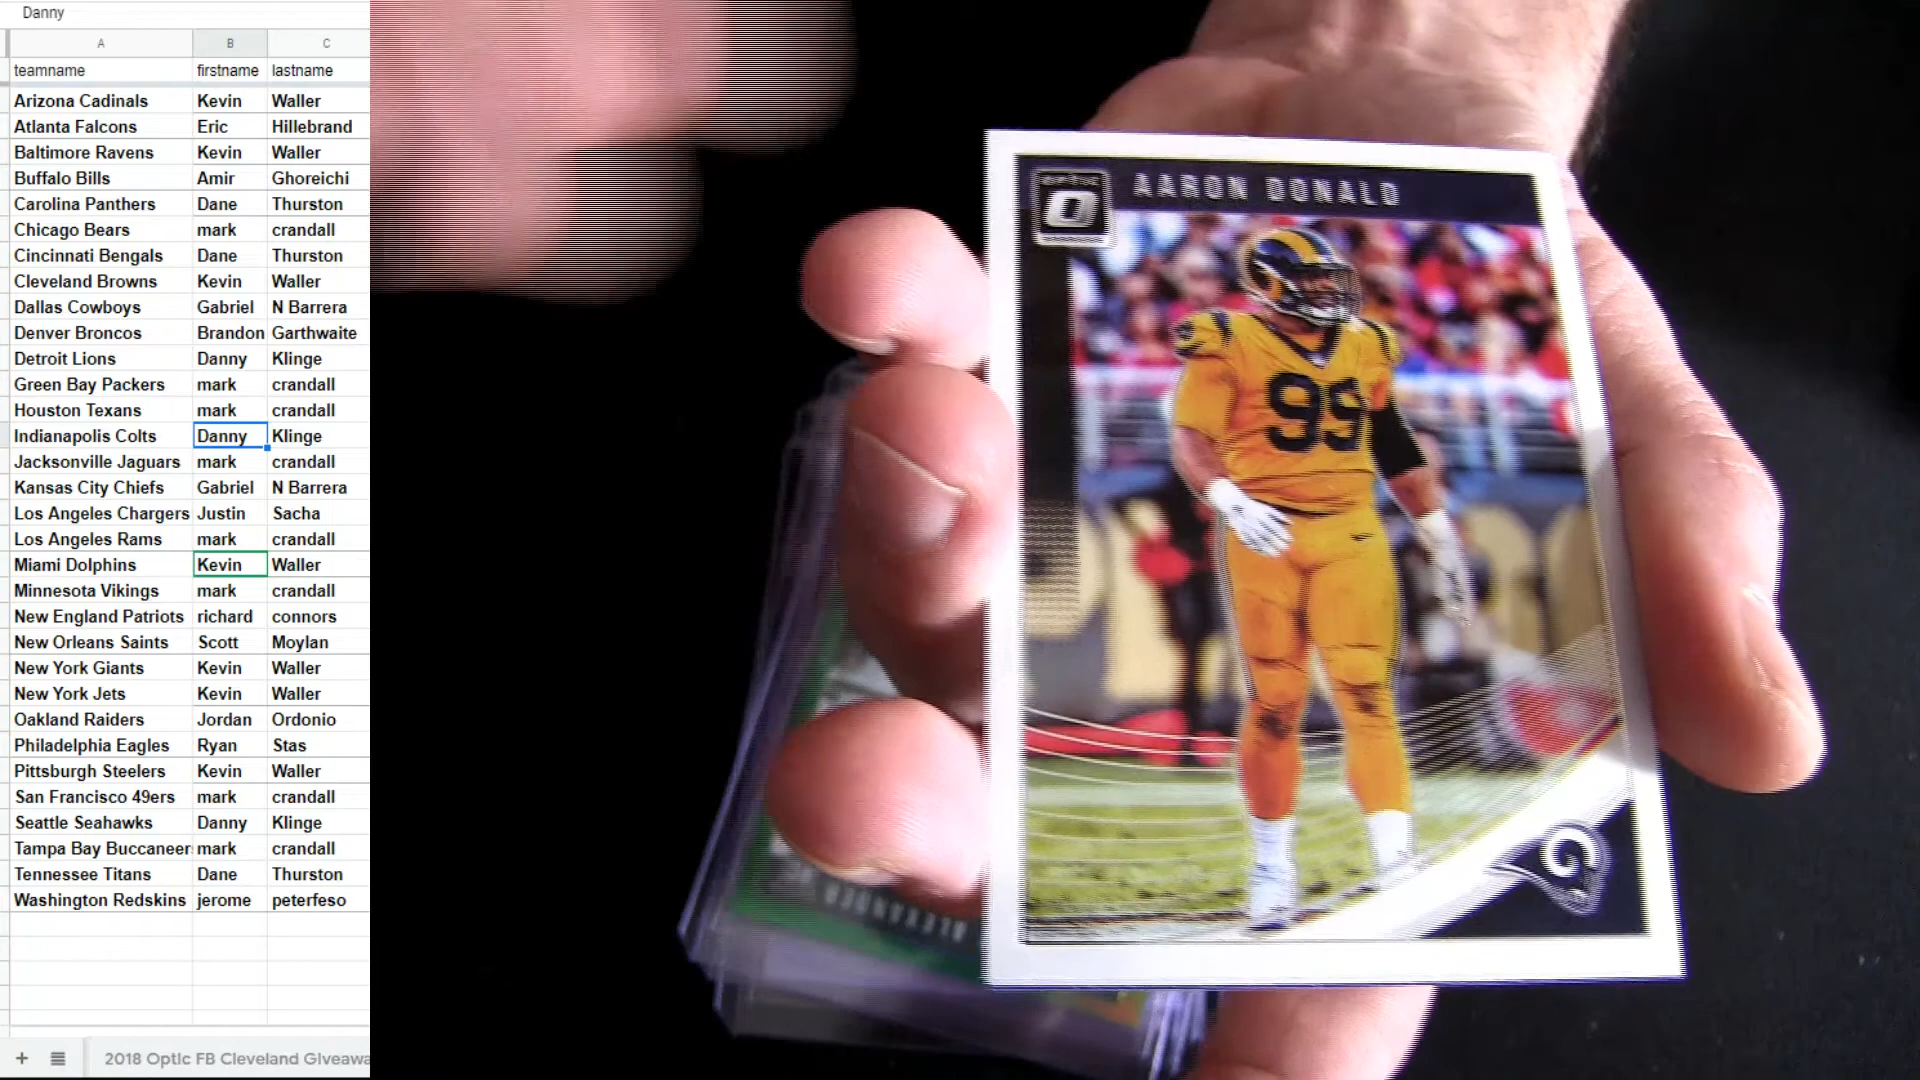 Danny
A B C
teamname firstname lastname
Arizona Cadinals Kevin Waller
Atlanta Falcons Eric Hillebrand
Baltimore Ravens Kevin Waller
Buffalo Bills Amir Ghoreichi
Carolina Panthers Dane Thurston
Chicago Bears mark crandall
Cincinnati Bengals Dane Thurston
Cleveland Browns Kevin Waller
Dallas Cowboys Gabriel N Barrera
Denver Broncos Brandon Garthwaite
Detroit Lions Danny Klinge
Green Bay Packers mark crandall
Houston Texans mark crandall
Indianapolis Colts Danny Klinge
Jacksonville Jaguars mark crandall
Kansas City Chiefs Gabriel N Barrera
Los Angeles Chargers Justin Sacha
Los Angeles Rams mark crandall
Miami Dolphins Kevin Waller
Minnesota Vikings mark crandall
New England Patriots richard connors
New Orleans Saints Scott Moylan
New York Giants Kevin Waller
New York Jets Kevin Waller
Oakland Raiders Jordan Ordonio
Philadelphia Eagles Ryan Stas
Pittsburgh Steelers Kevin Waller
San Francisco 49ers mark crandall
Seattle Seahawks Danny Klinge
Tampa Bay Buccaneer mark crandall
Tennessee Titans Dane Thurston
Washington Redskins jerome peterfeso
2018 Optic FB Cleveland Giveawa
AARON DONALD
99
ALEXANDER